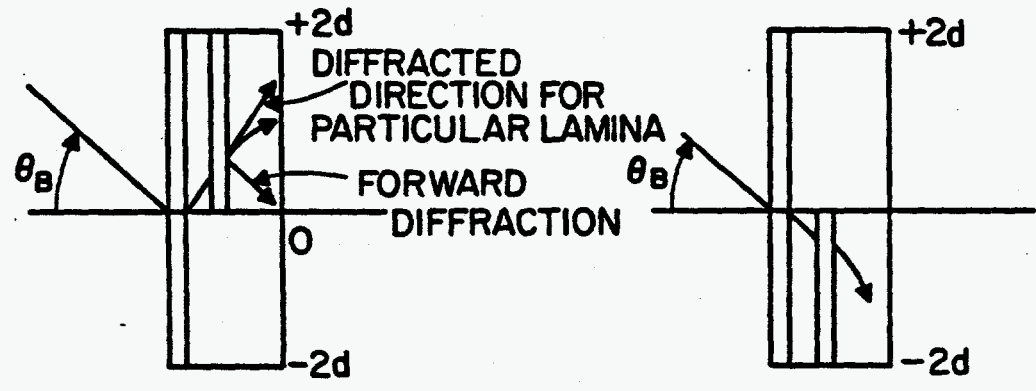 +2d
DIFFRACTED
DIRECTION FOR
PARTICULAR LAMINA
θB
FORWARD
DIFFRACTION
O
-2d
+2d
θB
-2d